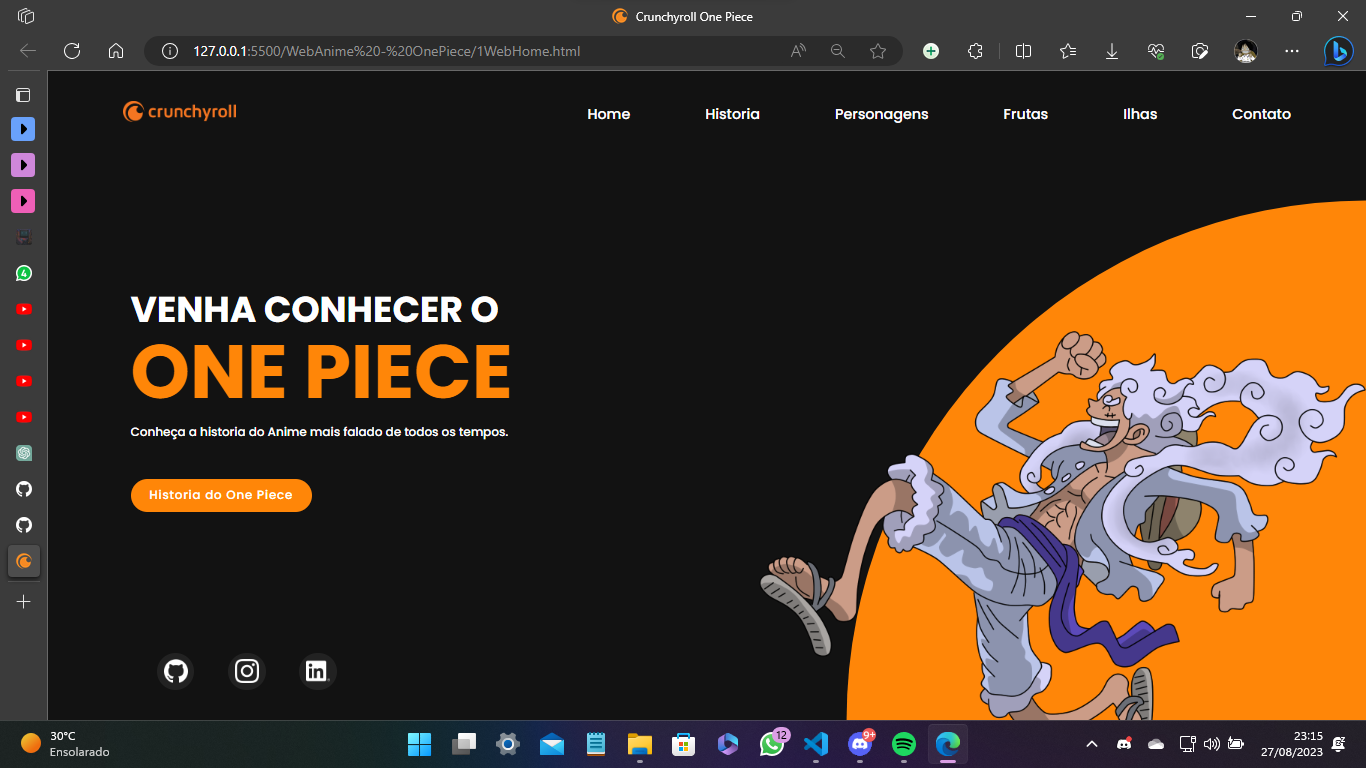 Crunchyroll One Piece
127.0.0.1:5500/WebAnime%20-%20OnePiece/1WebHome.html
crunchyroll
Home
Historia
Personagens
Frutas
Ilhas
Contato
VENHA CONHECER O
ONE PIECE
Conheça a historia do Anime mais falado de todos os tempos.
Historia do One Piece
4
in
30°C
Ensolarado
12
9+
23:15
27/08/2023